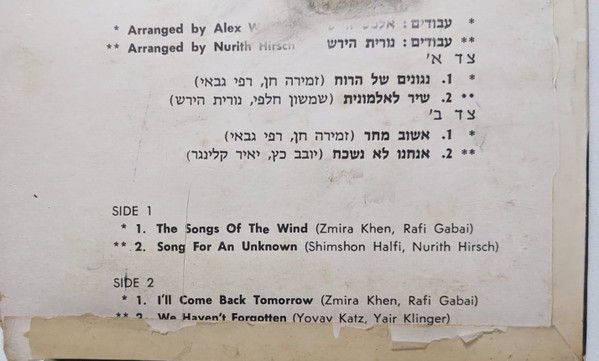 * Arranged by Alex עבודים: *
** Arranged by Nurith Hirsch עבודים: נורית הירש **
צד א׳
* 1. נגונים של הרוח (זמירה חן, רפי גבאי)
** 2. שיר לאלמונית (שמשון חלפי, נורית הירש)
צד ב׳
* 1. אשוב מחר (זמירה חן, רפי גבאי)
** 2. אנחנו לא נשכח (יובב כץ, יאיר קלינגר)
SIDE 1
* 1. The Songs Of The Wind (Zmira Khen, Rafi Gabai)
** 2. Song For An Unknown (Shimshon Halfi, Nurith Hirsch)
SIDE 2
* 1. I'll Come Back Tomorrow (Zmira Khen, Rafi Gabai)
** 2. We Haven't Forgotten (Yovav Katz, Yair Klinger)